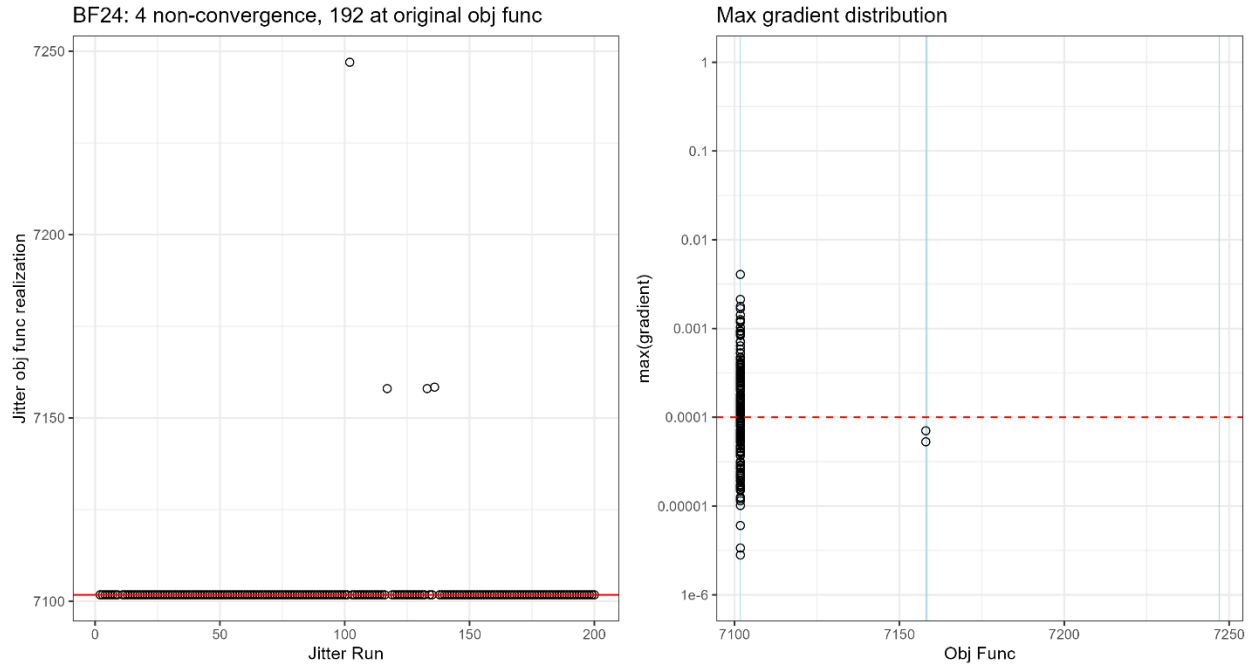 BF24: 4 non-convergence, 192 at original obj func
7250
7200
7150
7100
Jitter obj func realization
0
50
100
150
200
Jitter Run
Max gradient distribution
1
0.1
0.01
0.001
0.0001
0.00001
1e-6
max(gradient)
7100
7150
7200
7250
Obj Func